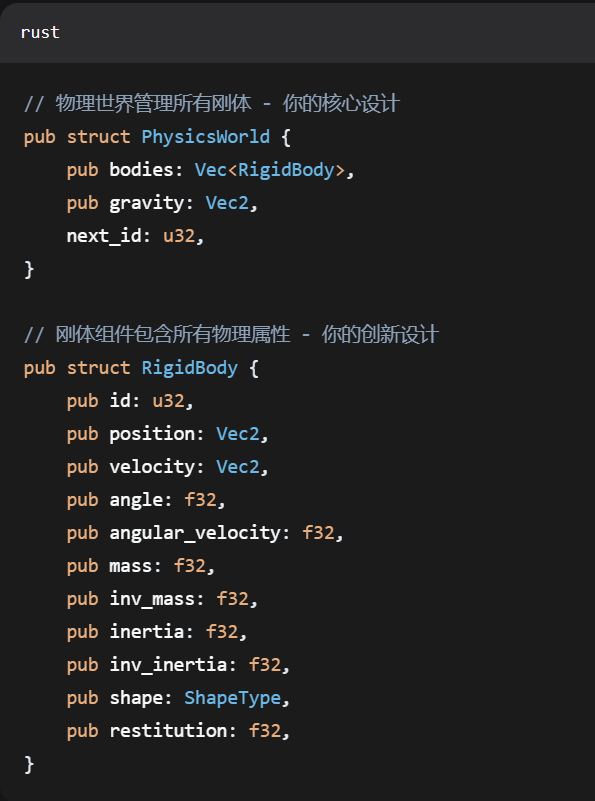 rust
// 物理世界管理所有刚体 - 你的核心设计
pub struct PhysicsWorld {
    pub bodies: Vec<RigidBody>,
    pub gravity: Vec2,
    next_id: u32,
}
// 刚体组件包含所有物理属性 - 你的创新设计
pub struct RigidBody {
    pub id: u32,
    pub position: Vec2,
    pub velocity: Vec2,
    pub angle: f32,
    pub angular_velocity: f32,
    pub mass: f32,
    pub inv_mass: f32,
    pub inertia: f32,
    pub inv_inertia: f32,
    pub shape: ShapeType,
    pub restitution: f32,
}